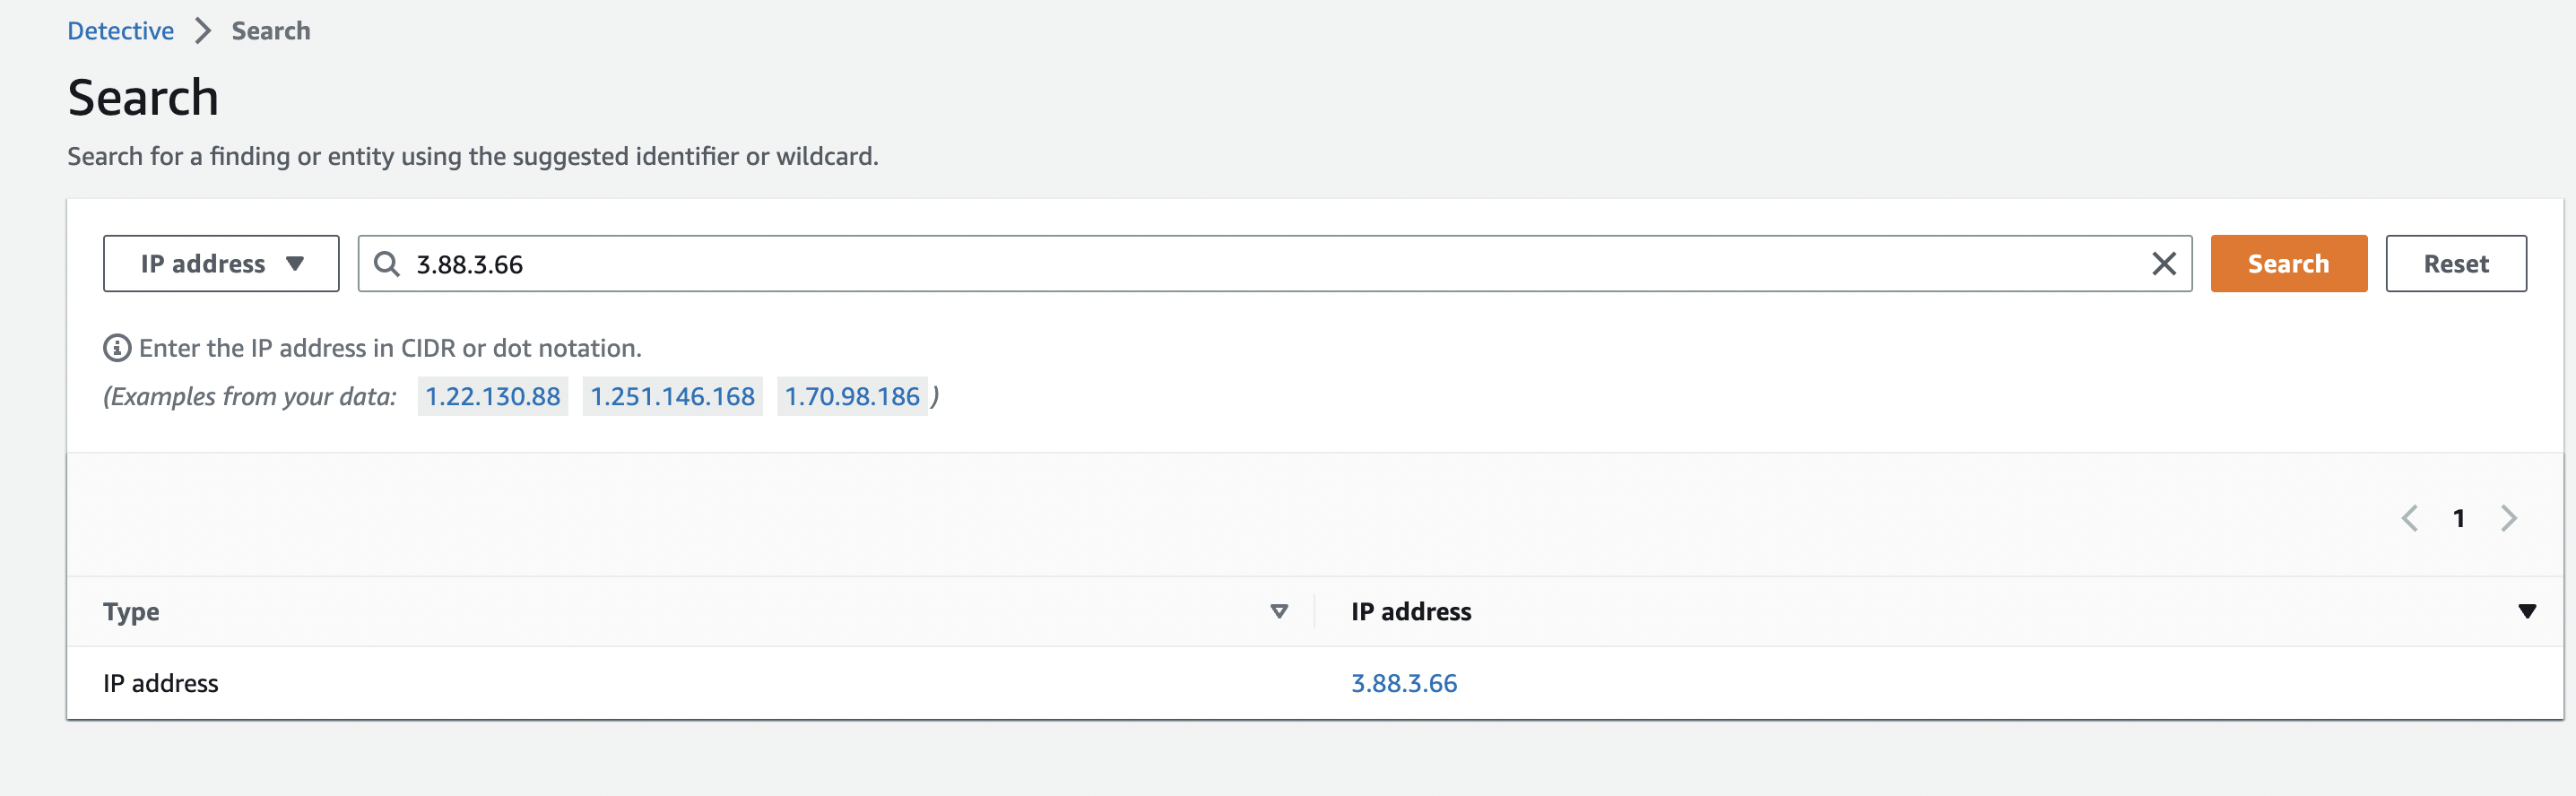 Detective > Search
Search
Search for a finding or entity using the suggested identifier or wildcard.
IP address 3.88.3.66 Search Reset
Enter the IP address in CIDR or dot notation.
(Examples from your data: 1.22.130.88 1.251.146.168 1.70.98.186 )
< 1 >
Type IP address
IP address 3.88.3.66